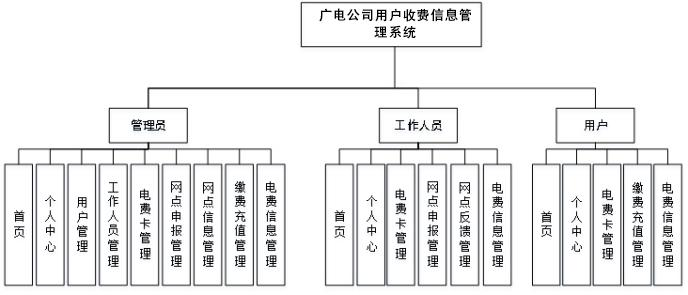 广电公司用户收费信息管
理系统
管理员
工作人员
用户
首页
个人中心
用户管理
工作人员管理
电费卡管理
网点申报管理
网点信息管理
缴费充值管理
电费信息管理
首页
个人中心
电费卡管理
网点申报管理
网点反馈管理
电费信息管理
首页
个人中心
电费卡管理
缴费充值管理
电费信息管理